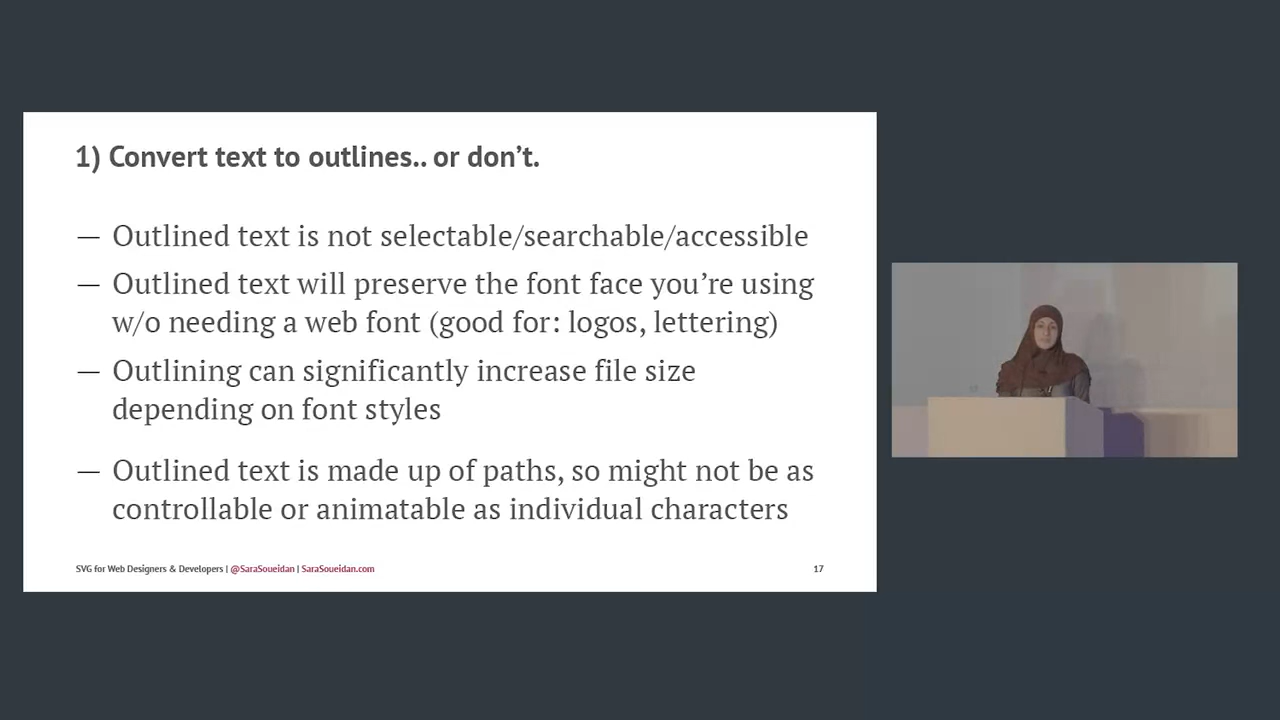 1) Convert text to outlines.. or don’t.
— Outlined text is not selectable/searchable/accessible
— Outlined text will preserve the font face you’re using
w/o needing a web font (good for: logos, lettering)
— Outlining can significantly increase file size
depending on font styles
— Outlined text is made up of paths, so might not be as
controllable or animatable as individual characters
SVG for Web Designers & Developers | @SaraSoueidan | SaraSoueidan.com
17